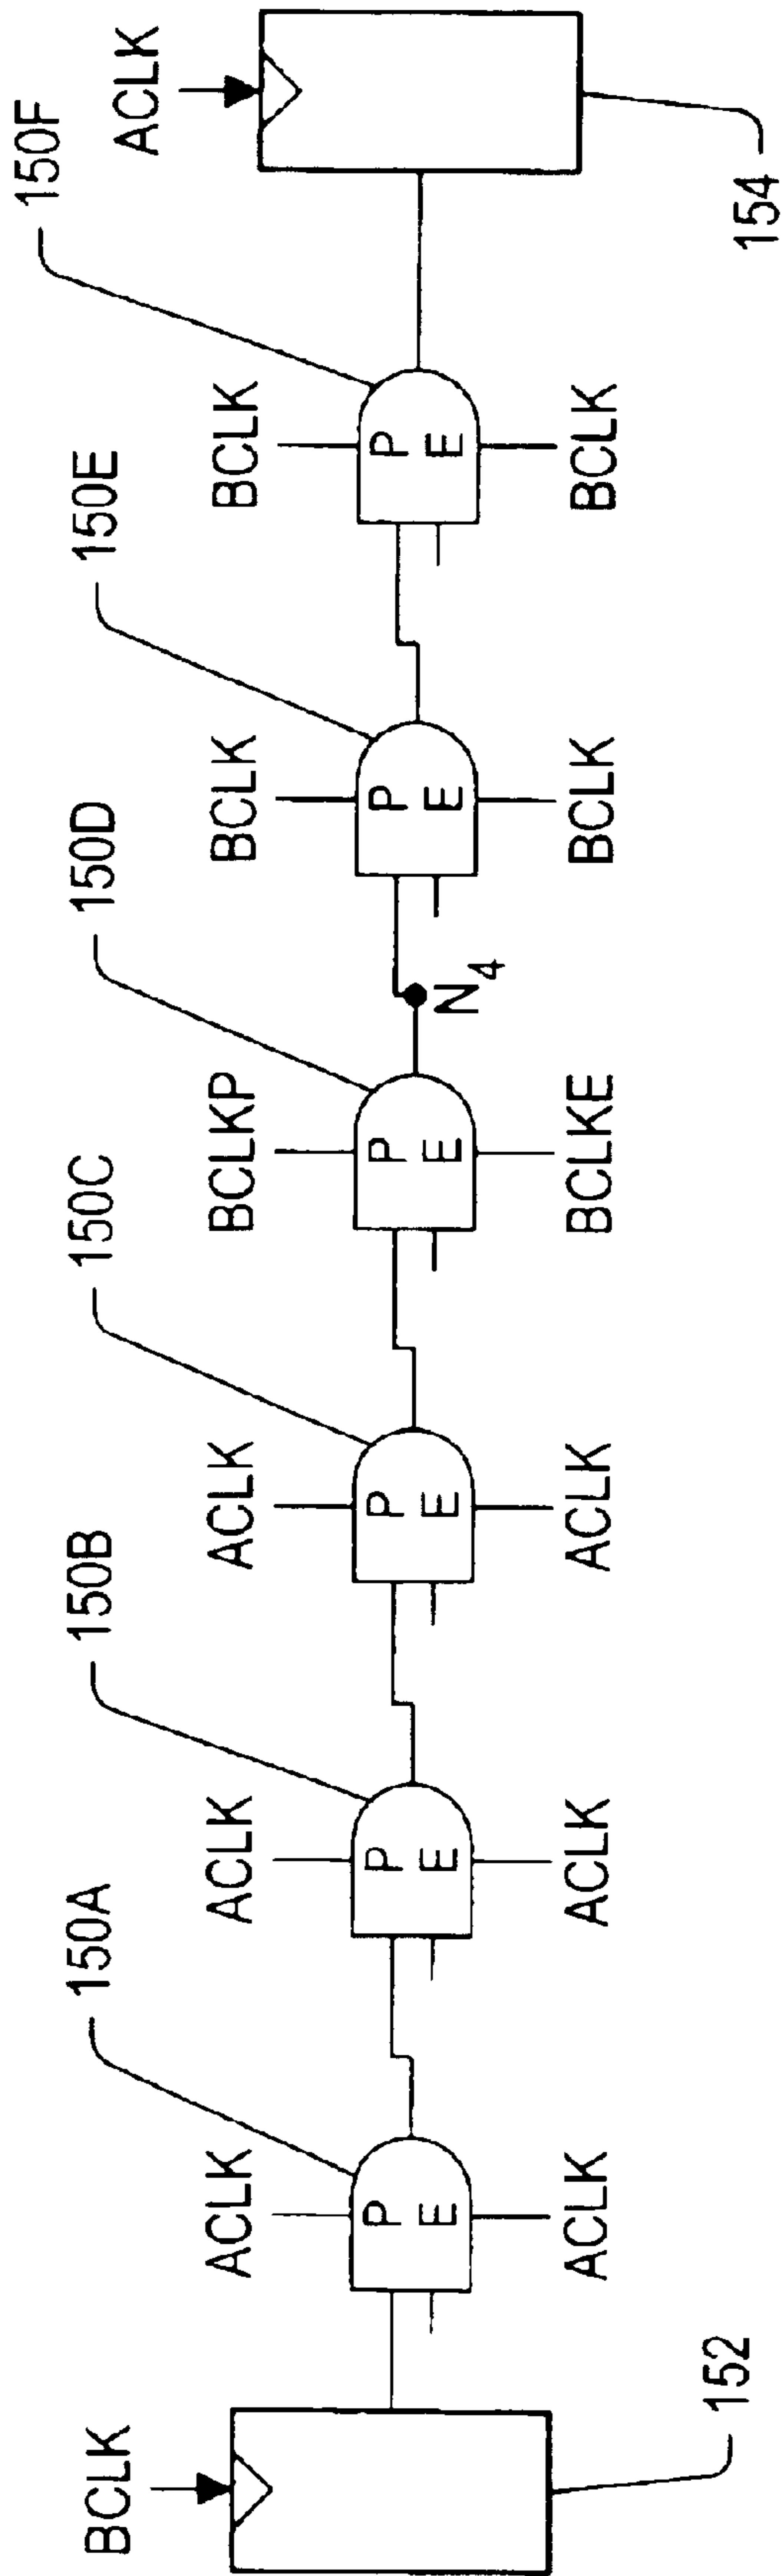 150A 150B 150C 150D 150E 150F
BCLK ACLK ACLK ACLK BCLKP BCLK BCLK ACLK
P P P P P P
E E E E E E
N4
ACLK ACLK ACLK BCLKE BCLK BCLK
152 154